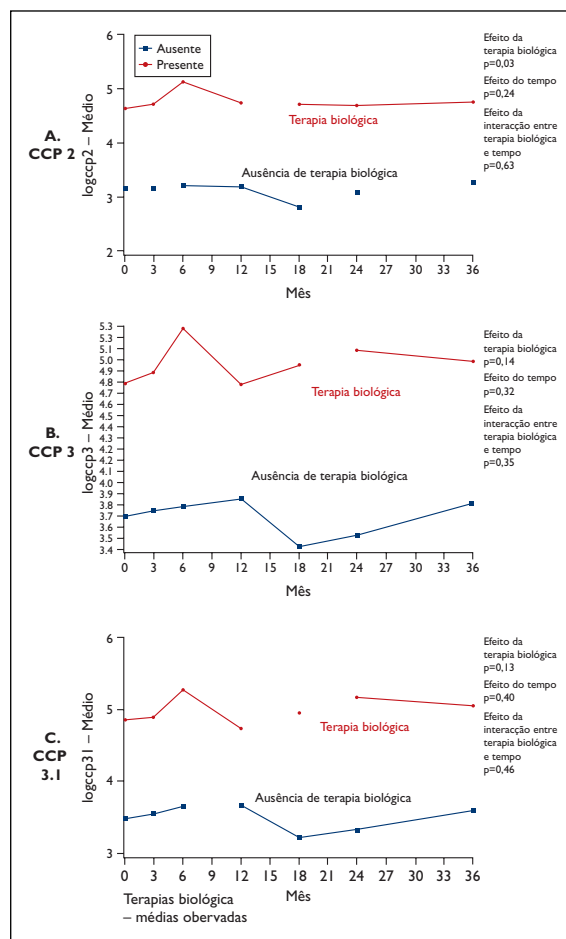 Ausente
Presente
A.
CCP 2
logccp2 – Médio
6
5
4
3
2
Terapia biológica
Ausência de terapia biológica
0 3 6 9 12 15 18 21 24 27 30 33 36
Mês
Efeito da
terapia biológica
p=0,03
Efeito do tempo
p=0,24
Efeito da
interacção entre
terapia biológica
e tempo
p=0,63
B.
CCP 3
logccp3 – Médio
5.3
5.3
5.2
5.1
5.0
4.9
4.8
4.7
4.6
4.5
4.4
4.3
4.2
4.1
4.0
3.9
3.8
3.7
3.6
3.5
3.4
Terapia biológica
Ausência de terapia biológica
0 3 6 9 12 15 18 21 24 27 30 33 36
Mês
Efeito da
terapia biológica
p=0,14
Efeito do tempo
p=0,32
Efeito da
interacção entre
terapia biológica
e tempo
p=0,35
C.
CCP
3.1
logccp31 – Médio
6
5
4
3
Terapia biológica
Ausência de terapia biológica
0 3 6 9 12 15 18 21 24 27 30 33 36
Mês
Efeito da
terapia biológica
p=0,13
Efeito do tempo
p=0,40
Efeito da
interacção entre
terapia biológica
e tempo
p=0,46
Terapias biológica
– médias obervadas